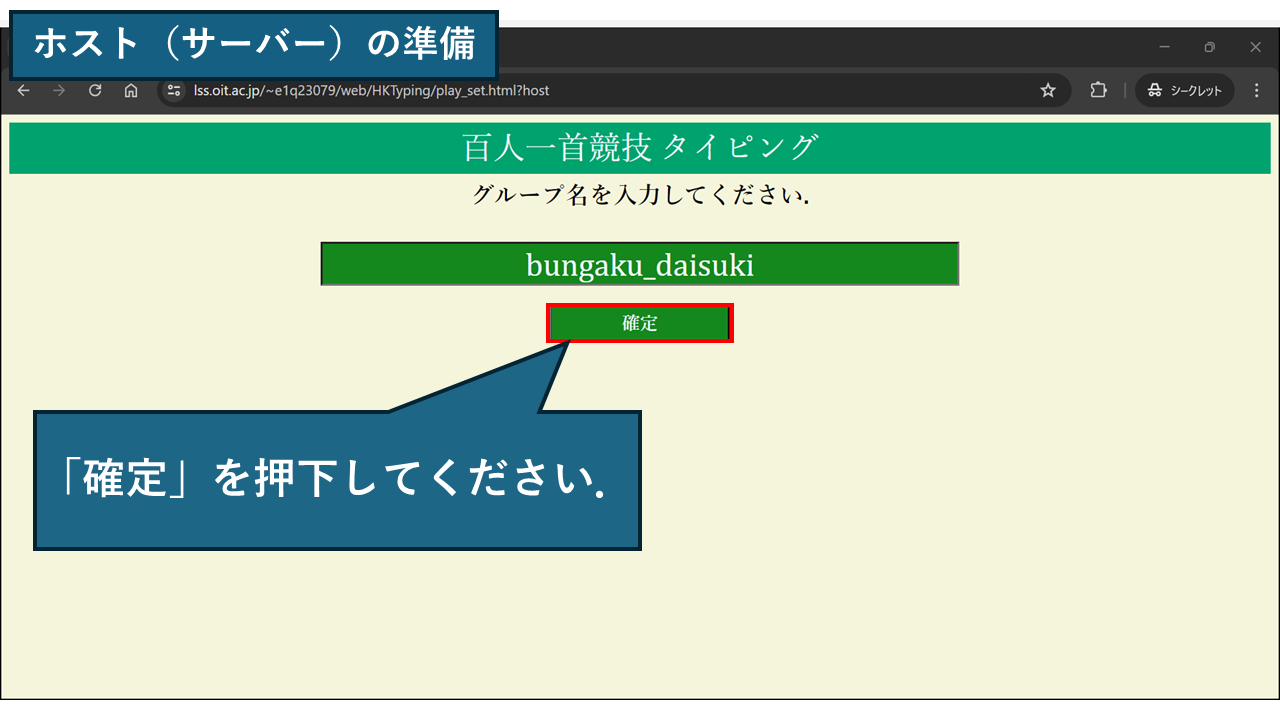 ホスト（サーバー）の準備
lss.oit.ac.jp/~e1q23079/web/HKTyping/play_set.html?host
シークレット
百人一首競技 タイピング
グループ名を入力してください.
bungaku_daisuki
確定
「確定」を押下してください.